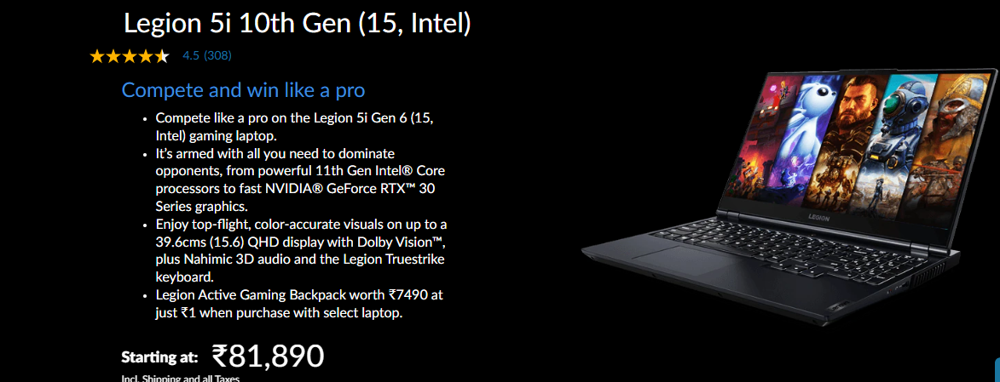 Legion 5i 10th Gen (15, Intel)
4.5 (308)
Compete and win like a pro
• Compete like a pro on the Legion 5i Gen 6 (15,
Intel) gaming laptop.
• It's armed with all you need to dominate
opponents, from powerful 11th Gen Intel® Core
processors to fast NVIDIA® GeForce RTX™ 30
Series graphics.
• Enjoy top-flight, color-accurate visuals on up to a
39.6cms (15.6) QHD display with Dolby Vision™,
plus Nahimic 3D audio and the Legion Truestrike
keyboard.
• Legion Active Gaming Backpack worth ₹7490 at
just ₹1 when purchase with select laptop.
Starting at: ₹81,890
Incl. Shipping and all Taxes
LEGION